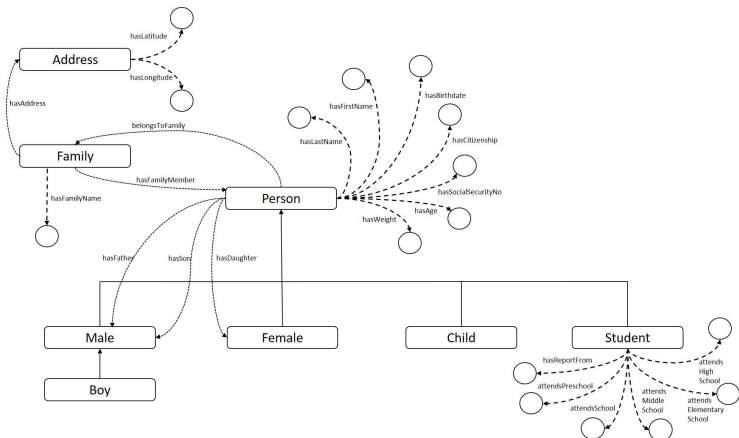 hasLatitude
Address
hasLongitude
hasAddress
belongsToFamily
Family
hasFamilyMember
hasFamilyName
hasFirstName
hasBirthdate
hasLastName
hasCitizenship
hasSocialSecurityNo
hasAge
hasWeight
Person
hasFather
hasSon
hasDaughter
Male
Female
Child
Student
Boy
hasReportFrom
attendsPreschool
attendsSchool
attends
Middle
School
attends
Elementary
School
attends
High
School